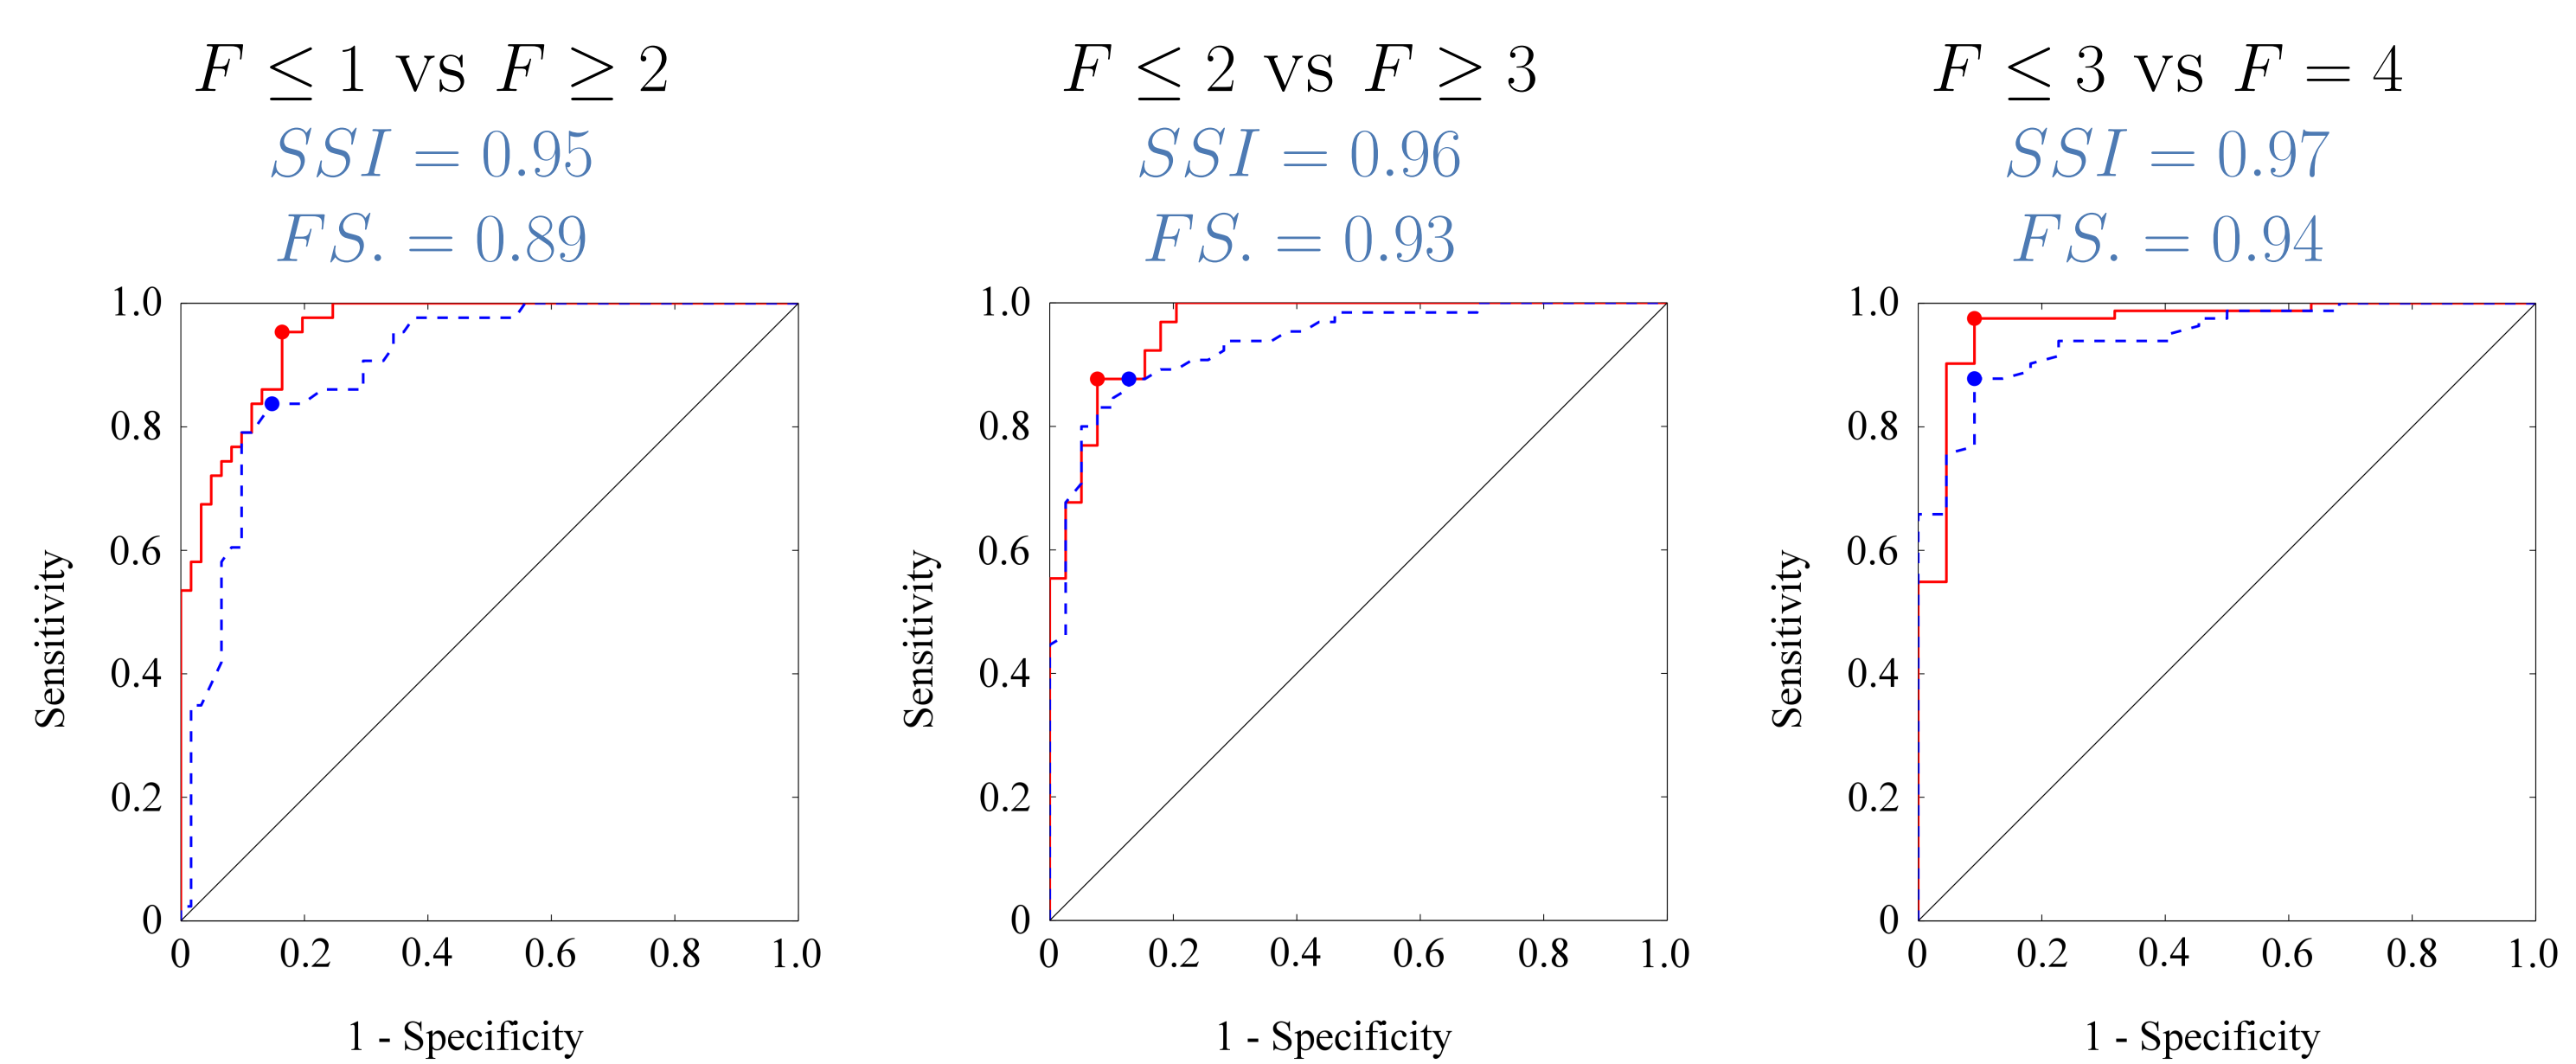 F ≤ 1 vs F ≥ 2
SSI = 0.95
FS. = 0.89
1.0
0.8
0.6
0.4
0.2
0
Sensitivity
0 0.2 0.4 0.6 0.8 1.0
1 - Specificity
F ≤ 2 vs F ≥ 3
SSI = 0.96
FS. = 0.93
1.0
0.8
0.6
0.4
0.2
0
Sensitivity
0 0.2 0.4 0.6 0.8 1.0
1 - Specificity
F ≤ 3 vs F = 4
SSI = 0.97
FS. = 0.94
1.0
0.8
0.6
0.4
0.2
0
Sensitivity
0 0.2 0.4 0.6 0.8 1.0
1 - Specificity